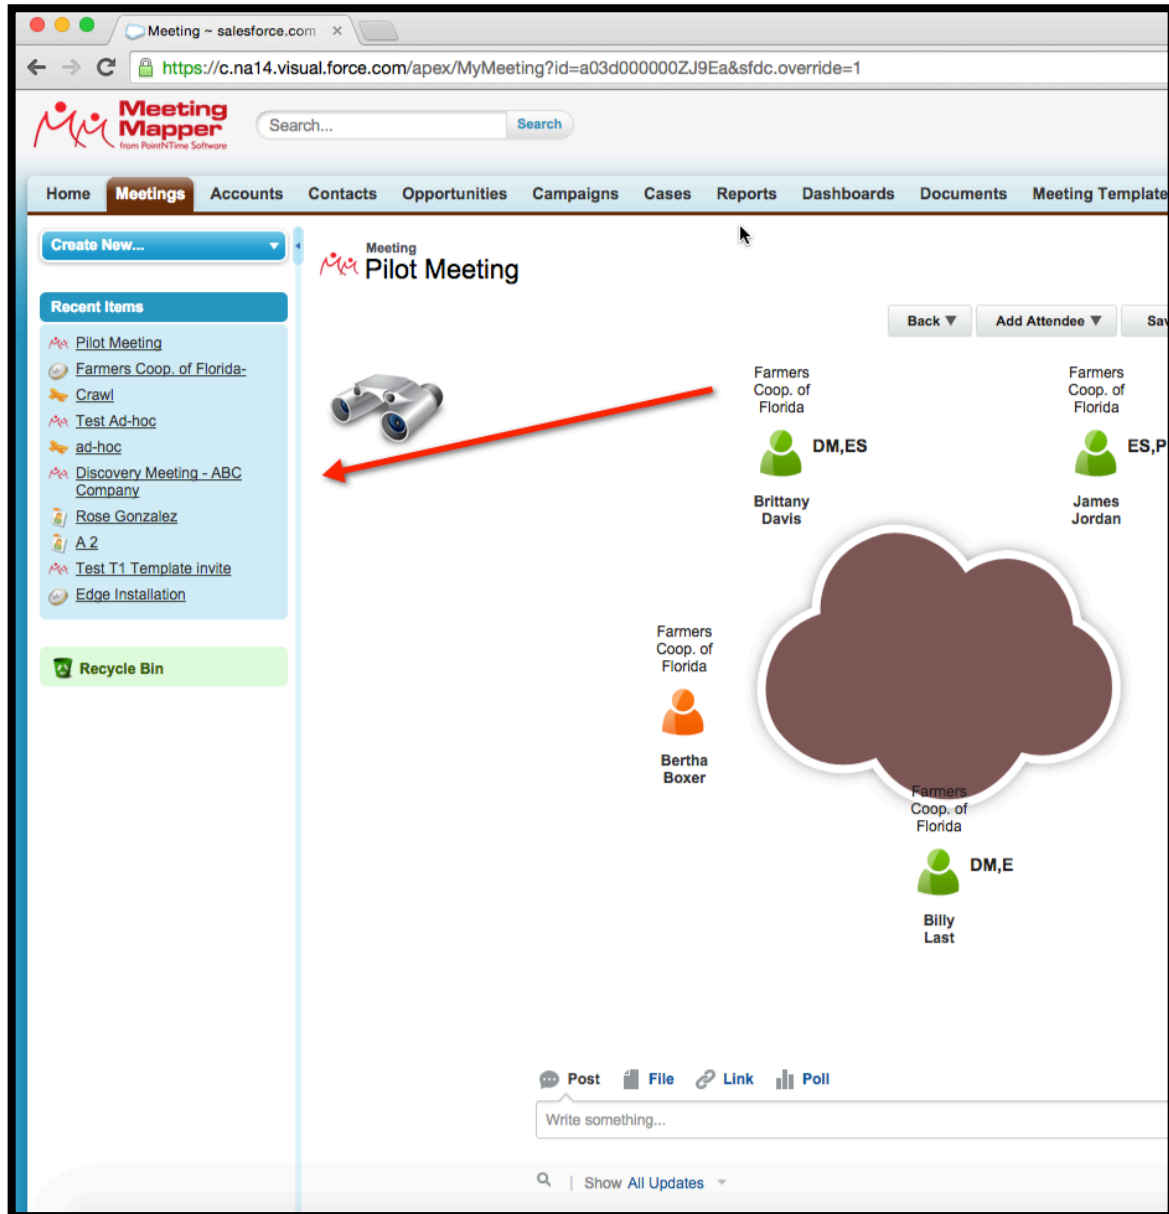 Meeting ~ salesforce.com
https://c.na14.visual.force.com/apex/MyMeeting?id=a03d000000ZJ9Ea&sfdc.override=1
Meeting
Mapper
from PointNTime Software
Search...
Search
Home Meetings Accounts Contacts Opportunities Campaigns Cases Reports Dashboards Documents Meeting Template
Create New...
Recent Items
Pilot Meeting
Farmers Coop. of Florida-
Crawl
Test Ad-hoc
ad-hoc
Discovery Meeting - ABC
Company
Rose Gonzalez
A 2
Test T1 Template invite
Edge Installation
Recycle Bin
Meeting
Pilot Meeting
Back ▼ Add Attendee ▼ Sav
Farmers
Coop. of
Florida
DM,ES
Brittany
Davis
Farmers
Coop. of
Florida
ES,P
James
Jordan
Farmers
Coop. of
Florida
Bertha
Boxer
Farmers
Coop. of
Florida
DM,E
Billy
Last
Post File Link Poll
Write something...
| Show All Updates